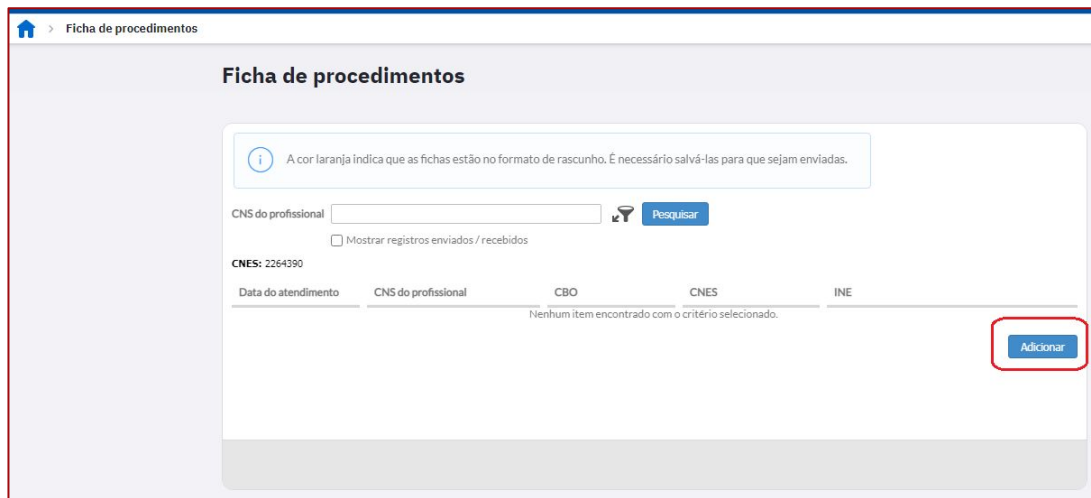 > Ficha de procedimentos
Ficha de procedimentos
i A cor laranja indica que as fichas estão no formato de rascunho. É necessário salvá-las para que sejam enviadas.
CNS do profissional Pesquisar
Mostrar registros enviados / recebidos
CNES: 2264390
Data do atendimento CNS do profissional CBO CNES INE
Nenhum item encontrado com o critério selecionado.
Adicionar